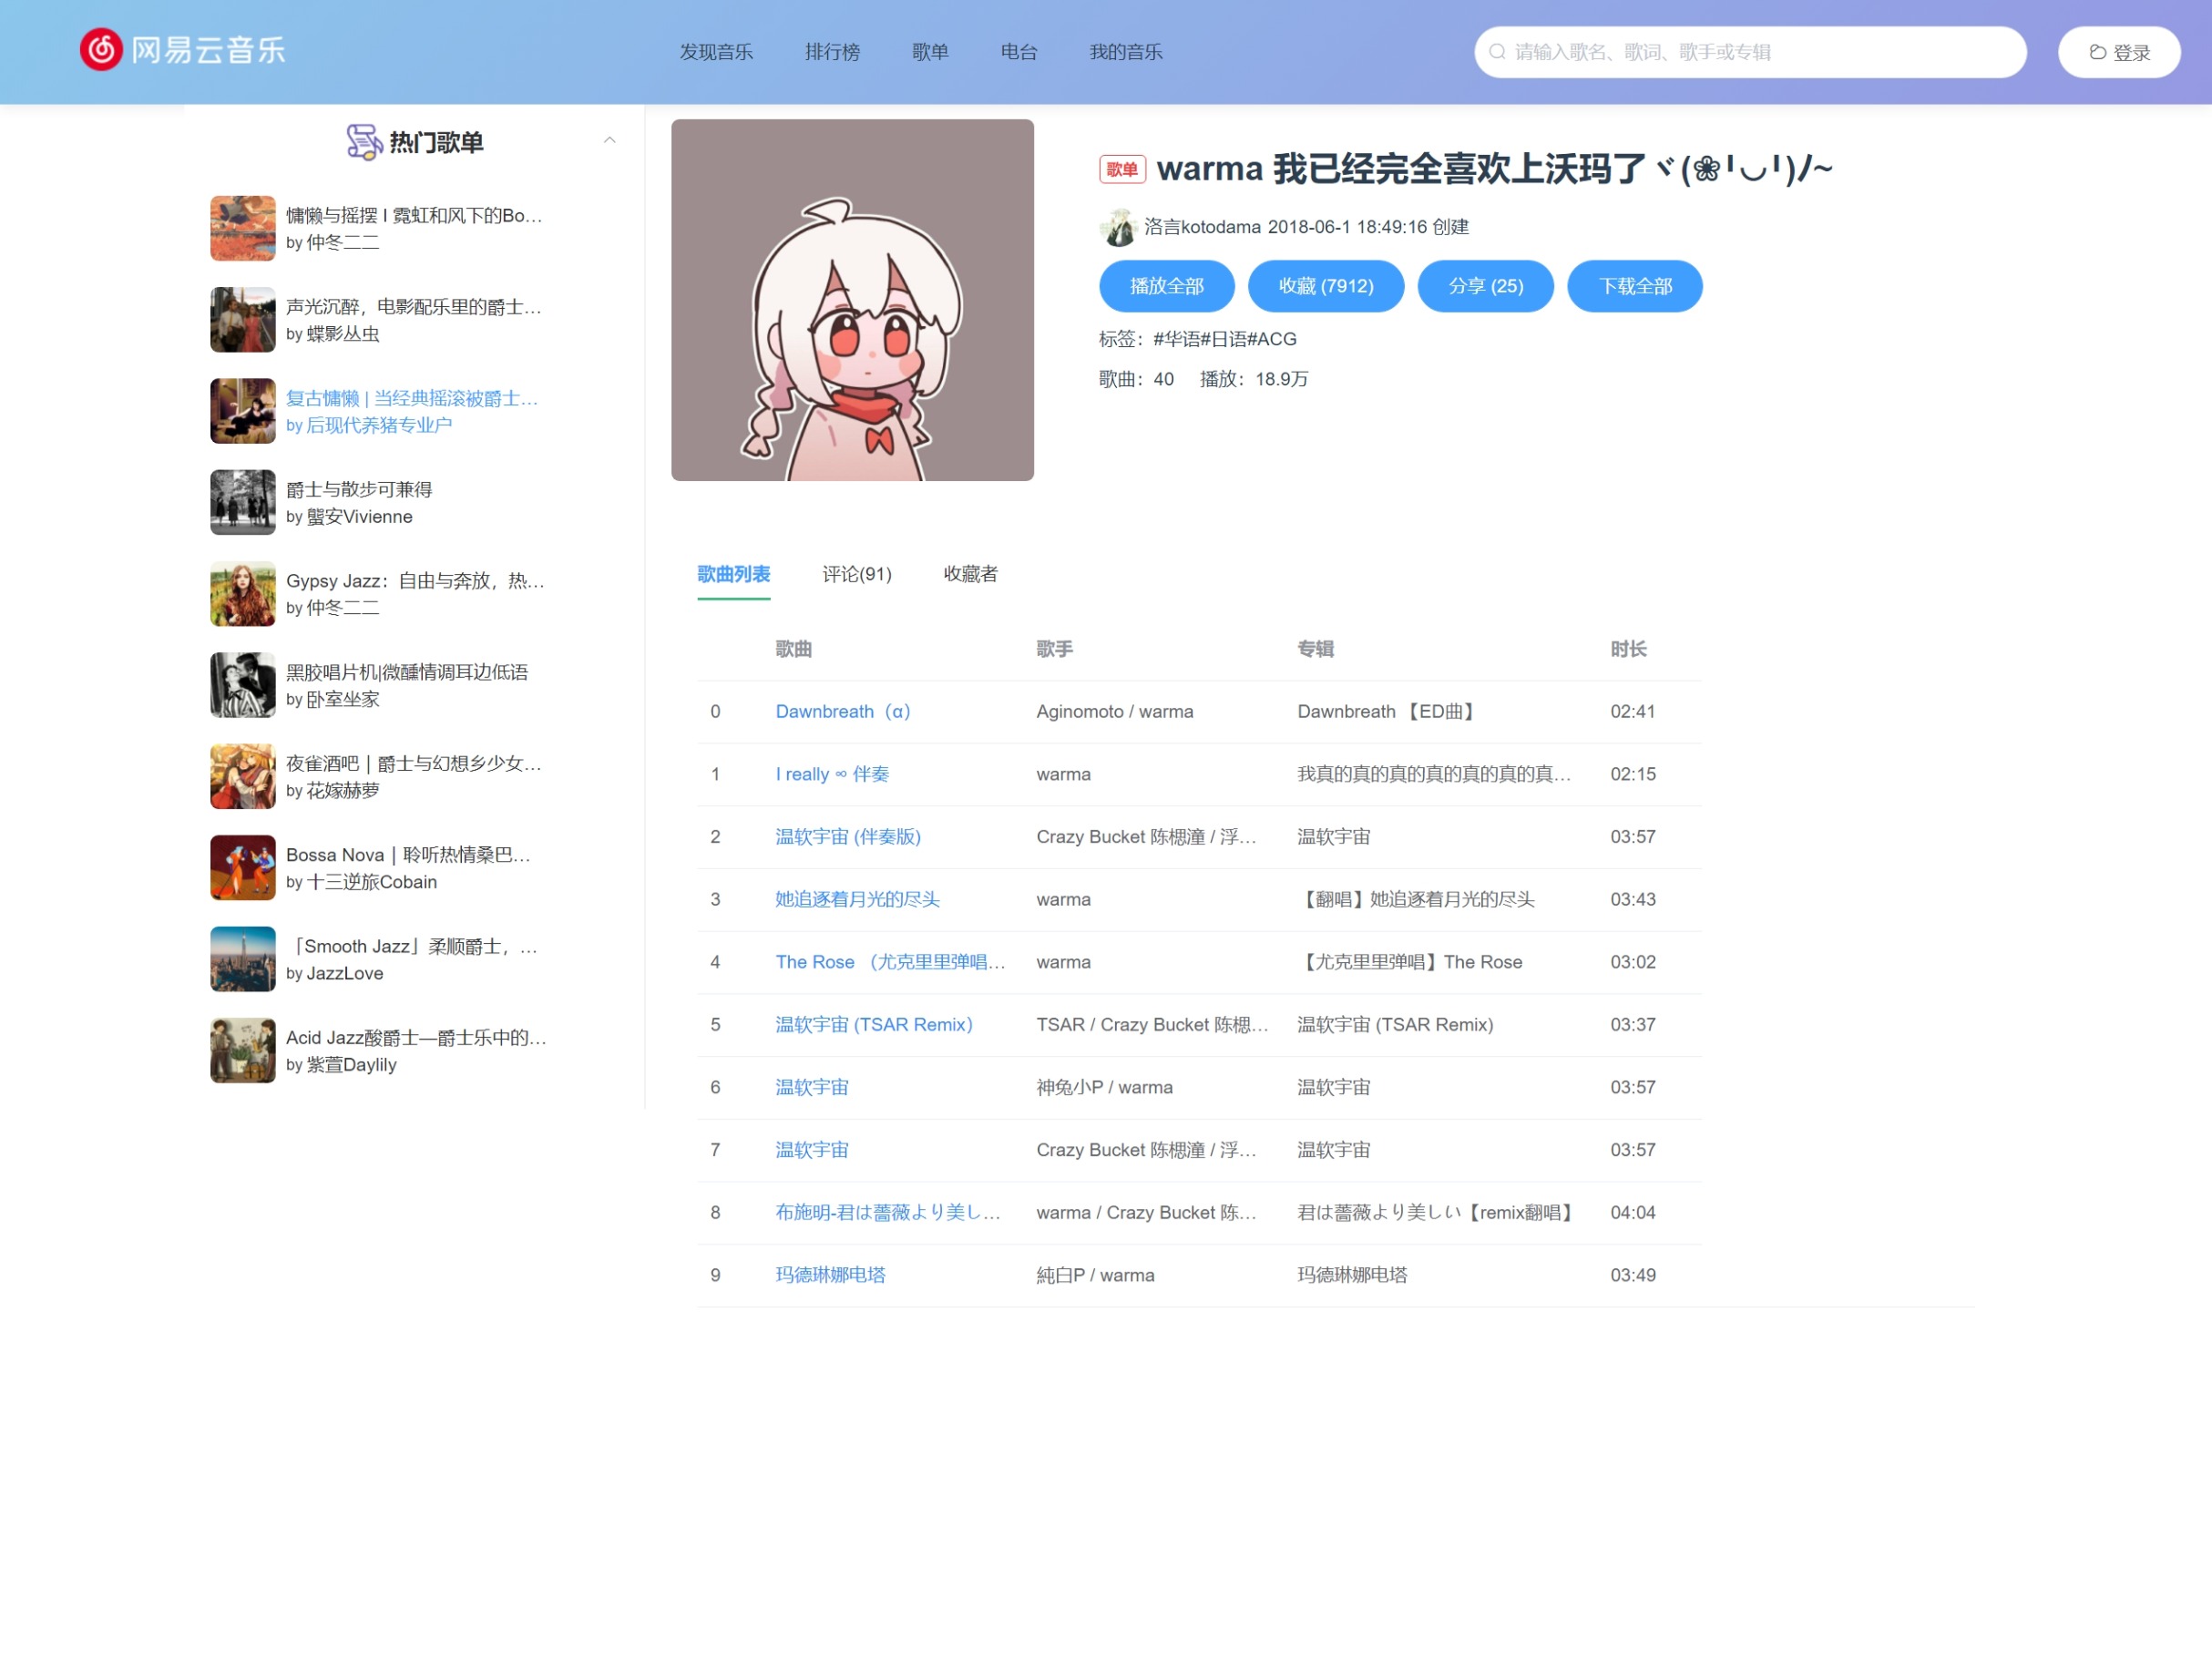 网易云音乐
发现音乐 排行榜 歌单 电台 我的音乐
请输入歌名、歌词、歌手或专辑
登录
热门歌单
慵懒与摇摆 I 霓虹和风下的Bo…
by 仲冬二二
声光沉醉，电影配乐里的爵士…
by 蝶影丛虫
复古慵懒 | 当经典摇滚被爵士…
by 后现代养猪专业户
爵士与散步可兼得
by 蠒安Vivienne
Gypsy Jazz：自由与奔放，热…
by 仲冬二二
黑胶唱片机|微醺情调耳边低语
by 卧室坐家
夜雀酒吧｜爵士与幻想乡少女…
by 花嫁赫萝
Bossa Nova｜聆听热情桑巴…
by 十三逆旅Cobain
「Smooth Jazz」柔顺爵士，…
by JazzLove
Acid Jazz酸爵士—爵士乐中的…
by 紫萱Daylily
歌单 warma 我已经完全喜欢上沃玛了ヾ(❀╹◡╹)ﾉ~
洛言kotodama 2018-06-1 18:49:16 创建
播放全部 收藏 (7912) 分享 (25) 下载全部
标签：#华语#日语#ACG
歌曲：40 播放：18.9万
歌曲列表 评论(91) 收藏者
歌曲 歌手 专辑 时长
0 Dawnbreath（α） Aginomoto / warma Dawnbreath 【ED曲】 02:41
1 I really ∞ 伴奏 warma 我真的真的真的真的真的真的真… 02:15
2 温软宇宙 (伴奏版) Crazy Bucket 陈楒潼 / 浮… 温软宇宙 03:57
3 她追逐着月光的尽头 warma 【翻唱】她追逐着月光的尽头 03:43
4 The Rose （尤克里里弹唱… warma 【尤克里里弹唱】The Rose 03:02
5 温软宇宙 (TSAR Remix） TSAR / Crazy Bucket 陈楒… 温软宇宙 (TSAR Remix) 03:37
6 温软宇宙 神兔小P / warma 温软宇宙 03:57
7 温软宇宙 Crazy Bucket 陈楒潼 / 浮… 温软宇宙 03:57
8 布施明-君は薔薇より美し… warma / Crazy Bucket 陈… 君は薔薇より美しい【remix翻唱】 04:04
9 玛德琳娜电塔 純白P / warma 玛德琳娜电塔 03:49